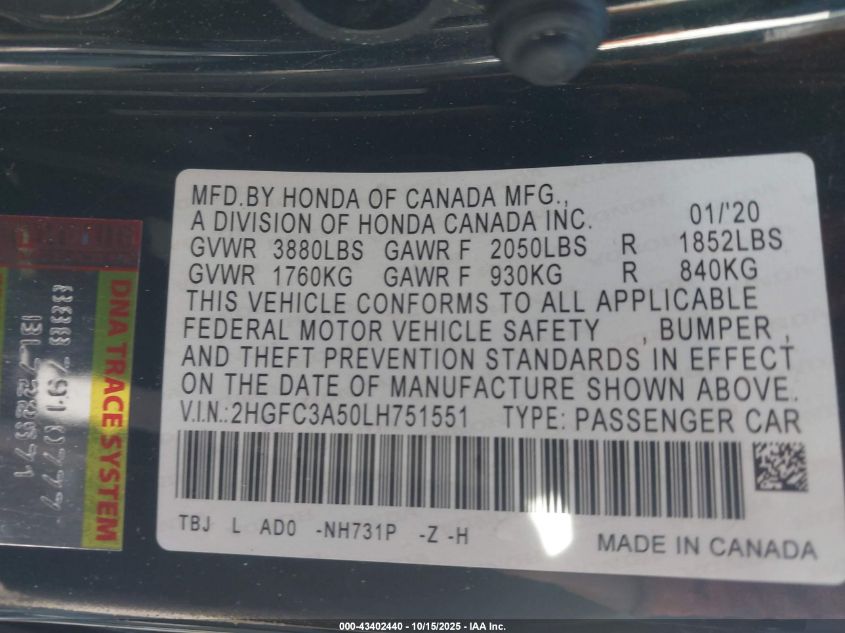 MFD.BY HONDA OF CANADA MFG.,
A DIVISION OF HONDA CANADA INC. 01/'20
GVWR 3880LBS GAWR F 2050LBS R 1852LBS
GVWR 1760KG GAWR F 930KG R 840KG
THIS VEHICLE CONFORMS TO ALL APPLICABLE
FEDERAL MOTOR VEHICLE SAFETY , BUMPER ,
AND THEFT PREVENTION STANDARDS IN EFFECT
ON THE DATE OF MANUFACTURE SHOWN ABOVE.
V.I.N.:2HGFC3A50LH751551 TYPE: PASSENGER CAR
TBJ L AD0 -NH731P -Z -H
MADE IN CANADA
DNA TRACE SYSTEM
000-43402440 - 10/15/2025 - IAA Inc.